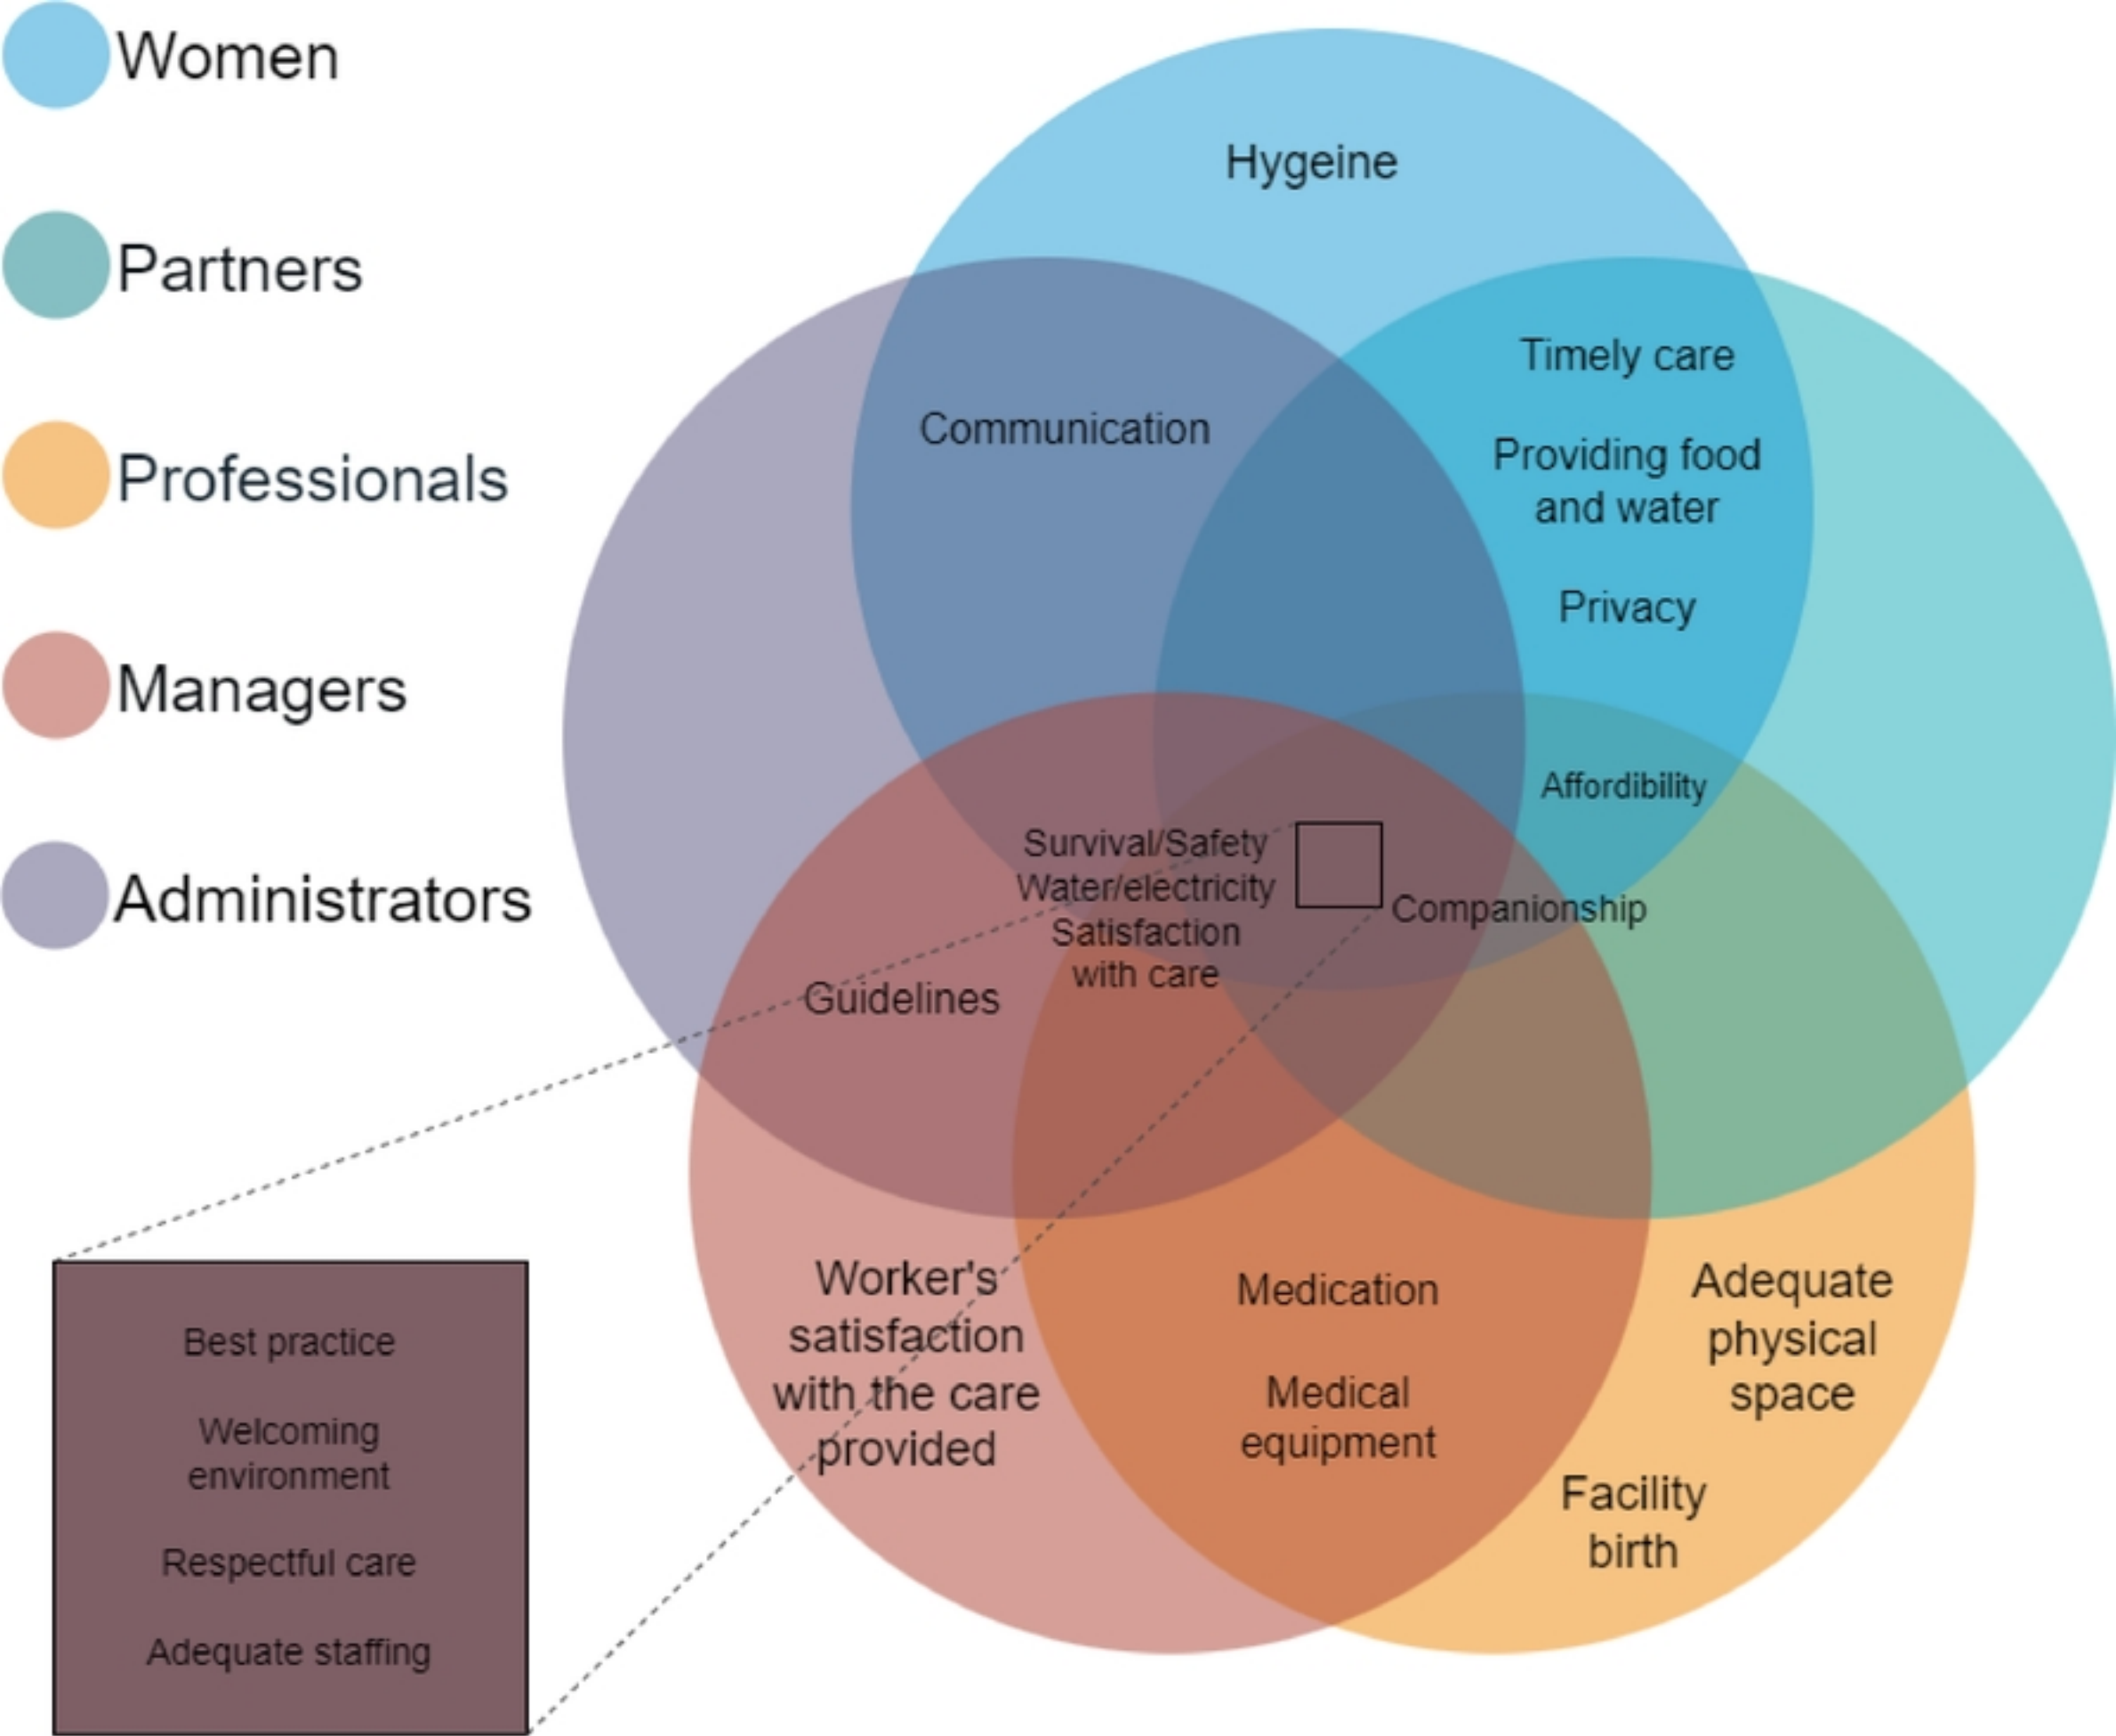 Women
Partners
Professionals
Managers
Administrators
Hygeine
Communication
Timely care
Providing food
and water
Privacy
Affordibility
Survival/Safety
Water/electricity
Satisfaction
with care
Companionship
Guidelines
Worker's
satisfaction
with the care
provided
Medication
Medical
equipment
Adequate
physical
space
Facility
birth
Best practice
Welcoming
environment
Respectful care
Adequate staffing